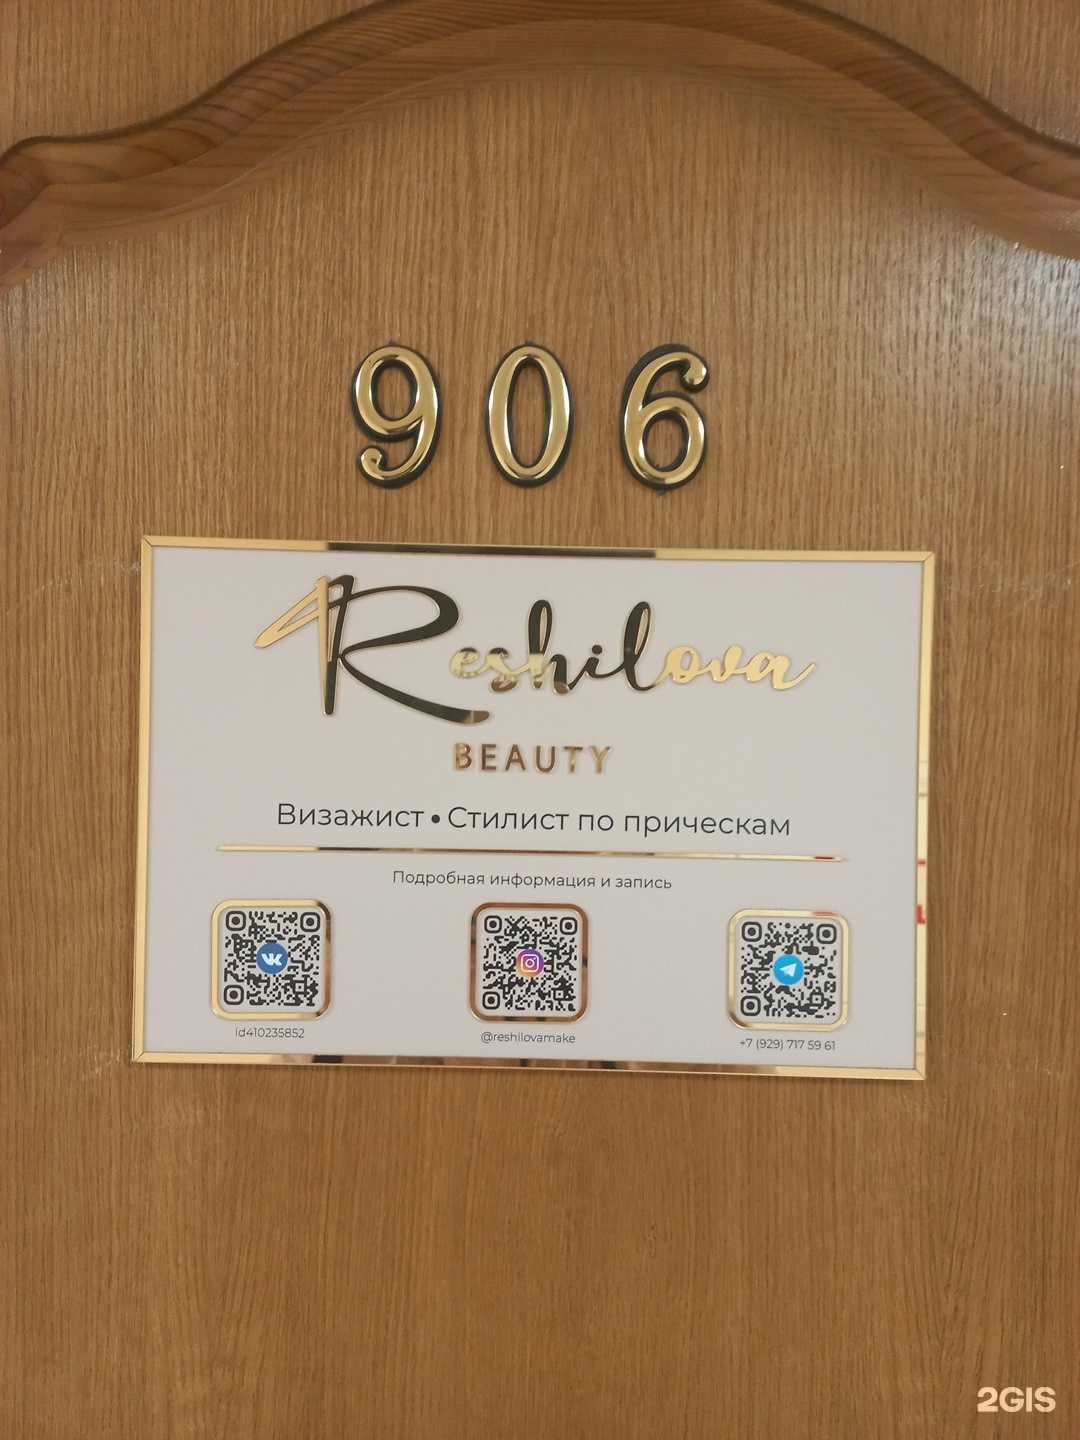 906
Reshilova
BEAUTY
Визажист • Стилист по прическам
Подробная информация и запись
id410235852
@reshilovamake
+7 (929) 717 59 61
2GIS